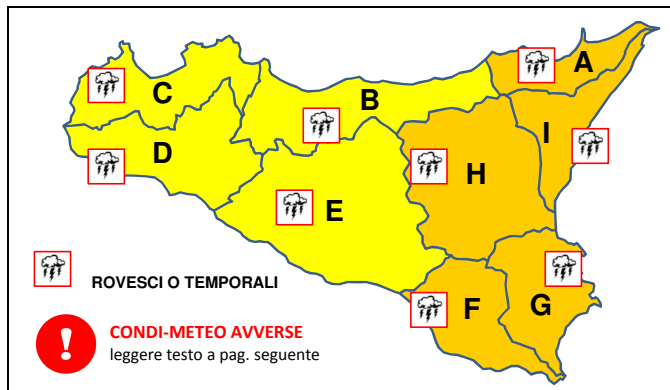 A
C
B
I
D
H
E
ROVESCI O TEMPORALI
F
G
CONDI-METEO AVVERSE
leggere testo a pag. seguente